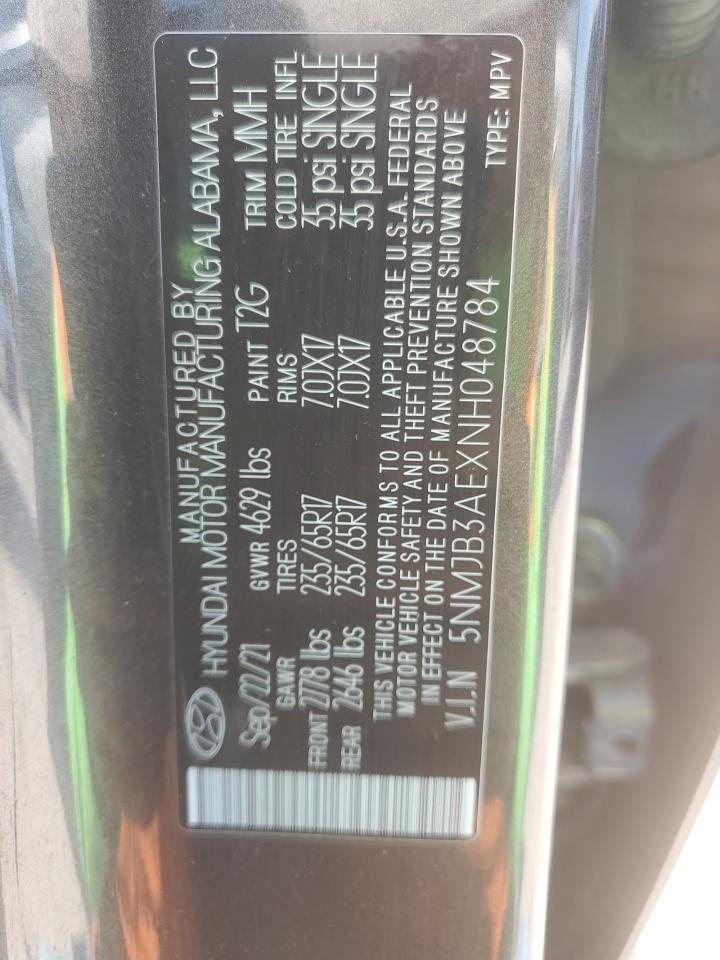 MANUFACTURED BY
HYUNDAI MOTOR MANUFACTURING ALABAMA, LLC
Sep/22/21 GVWR 4629 lbs PAINT T2G TRIM MMH
GAWR TIRES RIMS COLD TIRE INFL
FRONT 2778 lbs 235/65R17 7.0JX17 35 psi SINGLE
REAR 2646 lbs 235/65R17 7.0JX17 35 psi SINGLE
THIS VEHICLE CONFORMS TO ALL APPLICABLE U.S.A. FEDERAL
MOTOR VEHICLE SAFETY AND THEFT PREVENTION STANDARDS
IN EFFECT ON THE DATE OF MANUFACTURE SHOWN ABOVE
V.I.N 5NMJB3AEXNH048784 TYPE: MPV